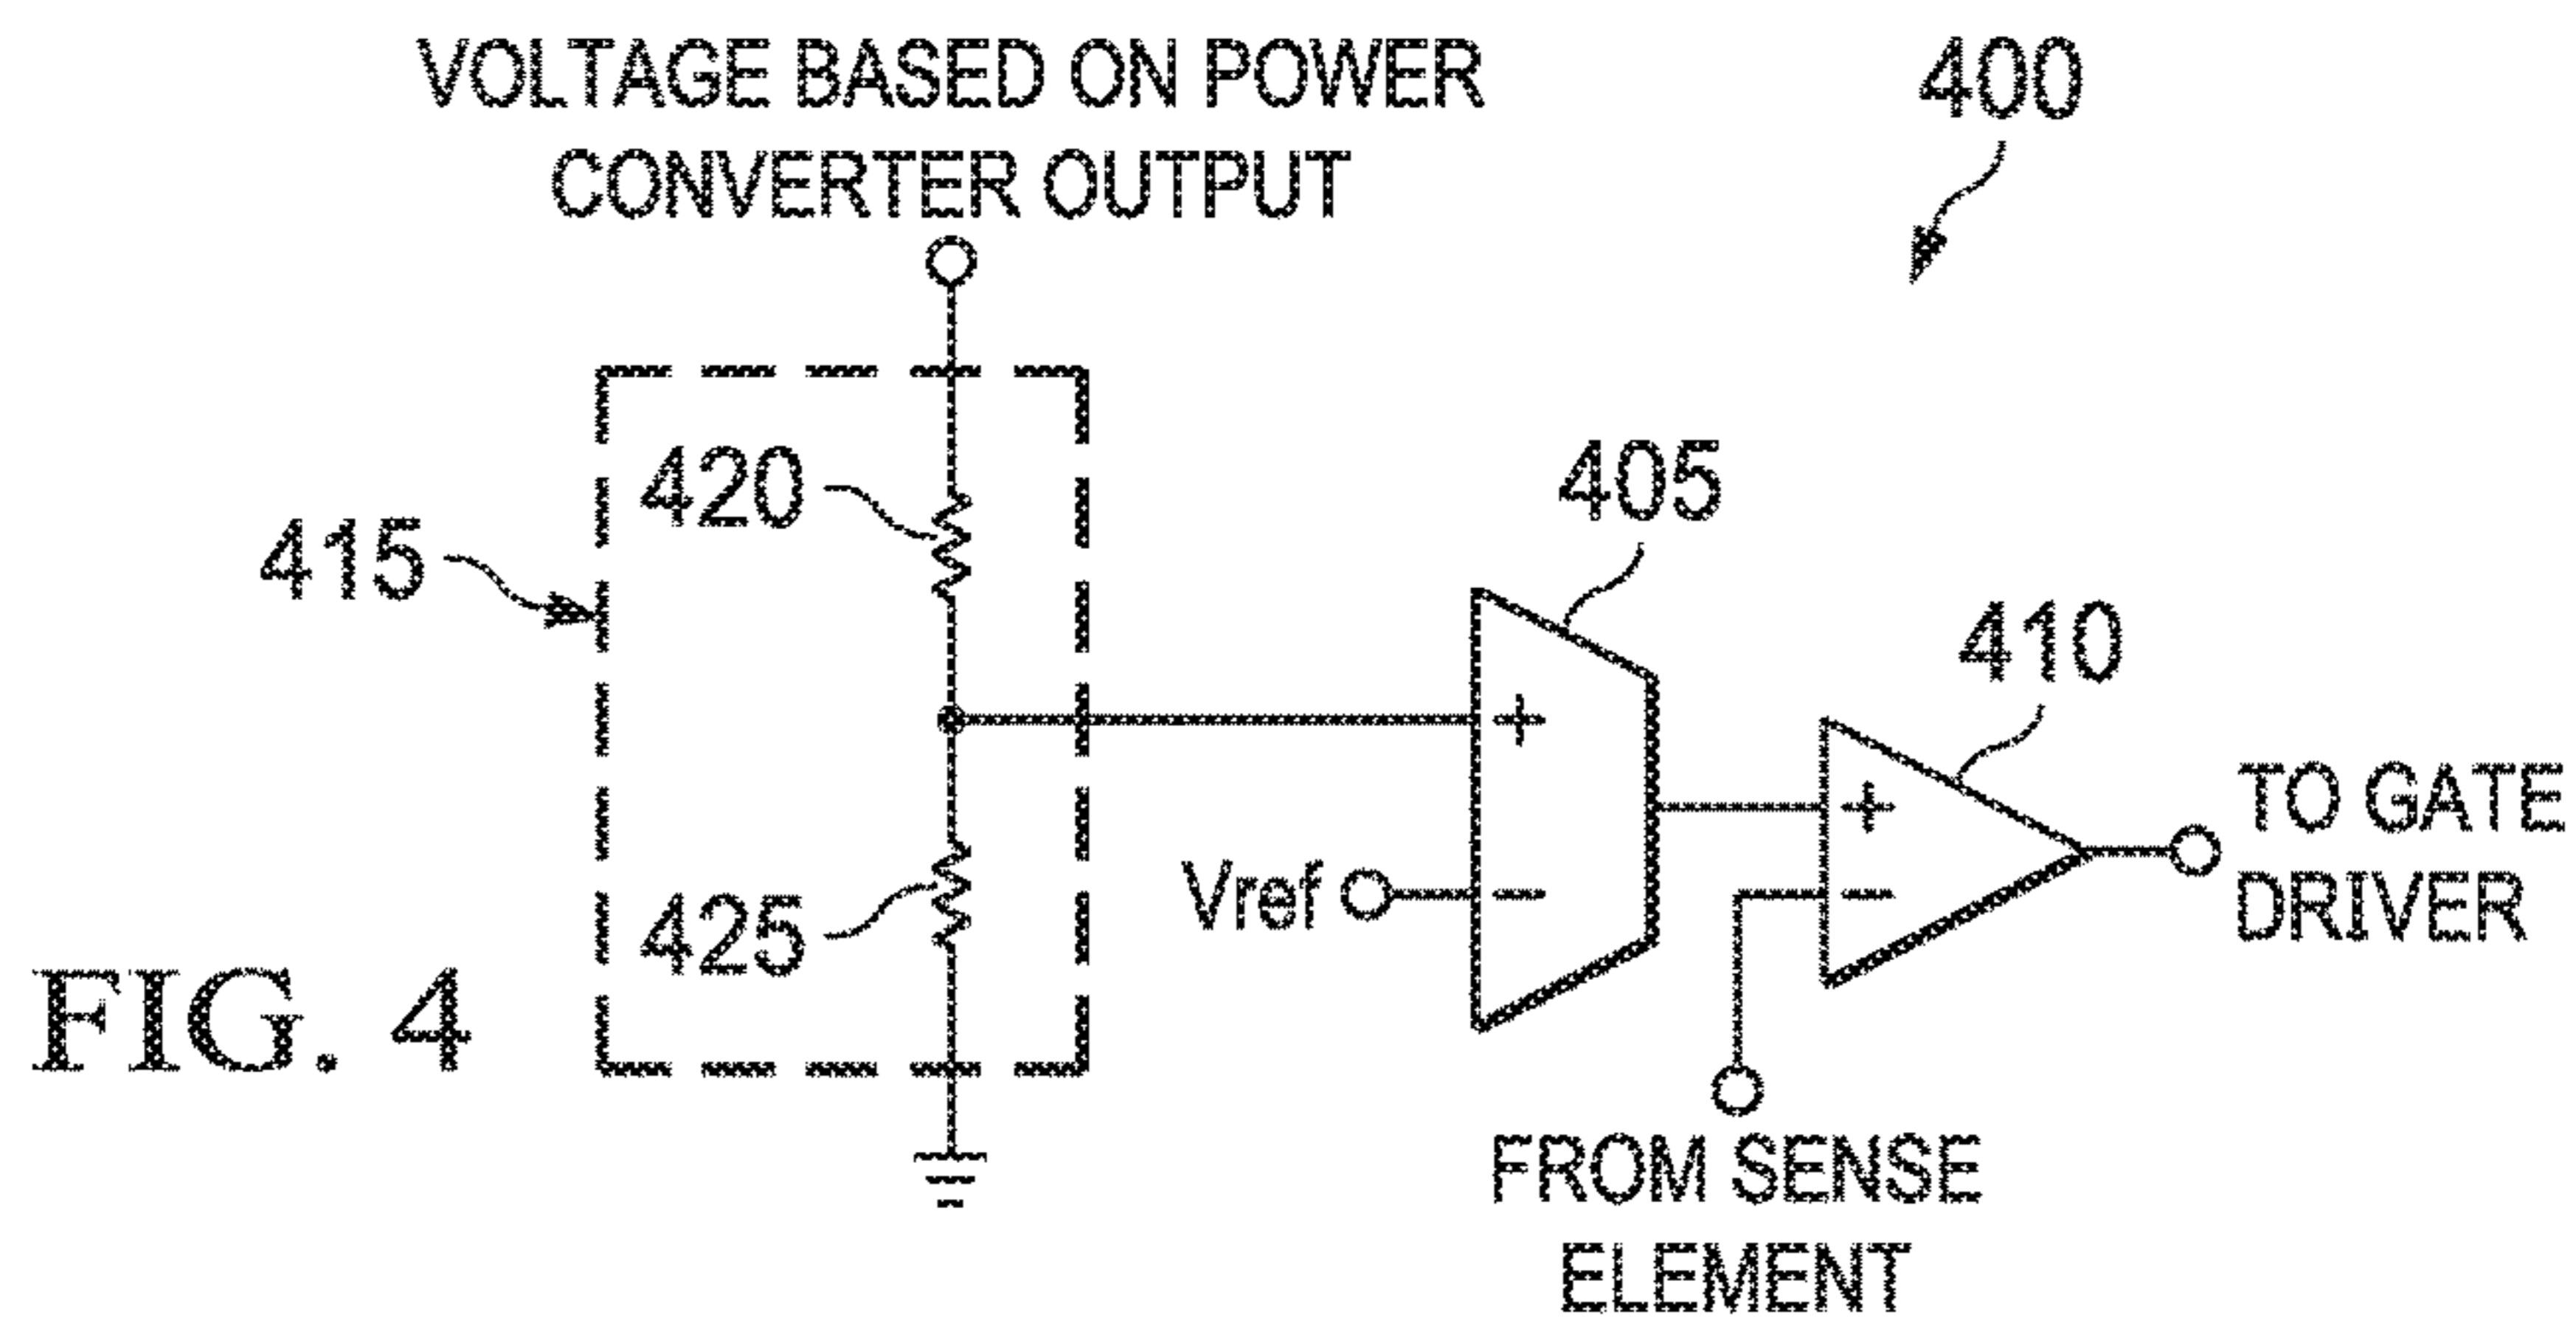 VOLTAGE BASED ON POWER
CONVERTER OUTPUT
400
420
415
405
410
+
+
TO GATE
DRIVER
Vref
−
−
425
FIG. 4
FROM SENSE
ELEMENT